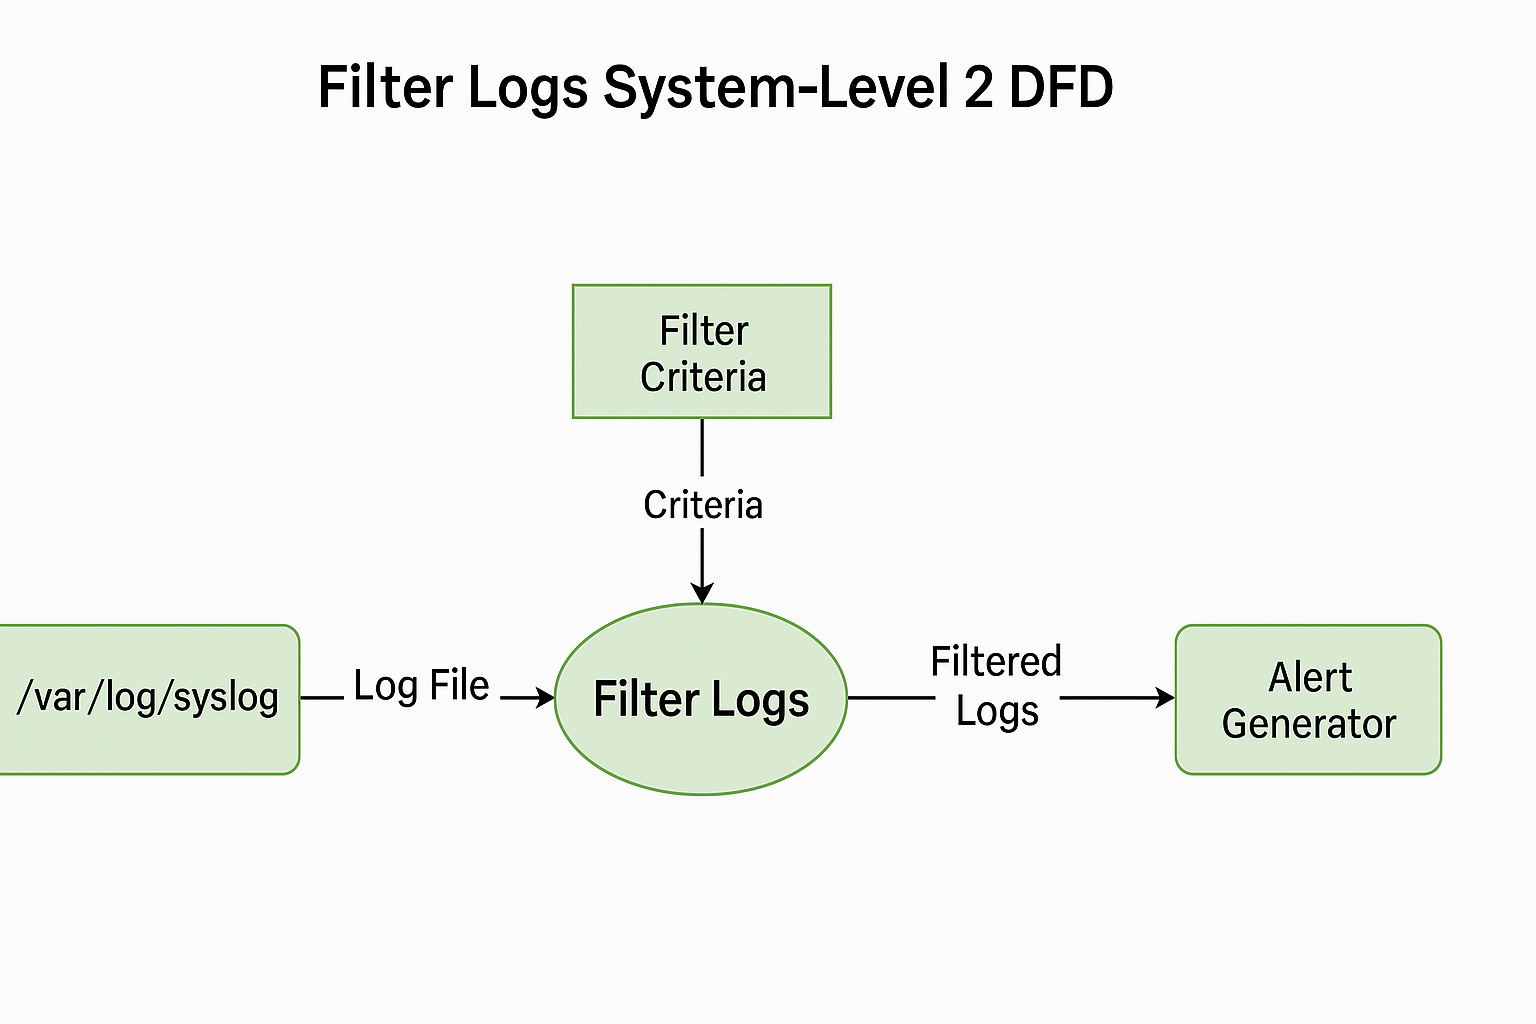 Filter Logs System-Level 2 DFD
Filter
Criteria
Criteria
/var/log/syslog
Log File
Filter Logs
Filtered
Logs
Alert
Generator